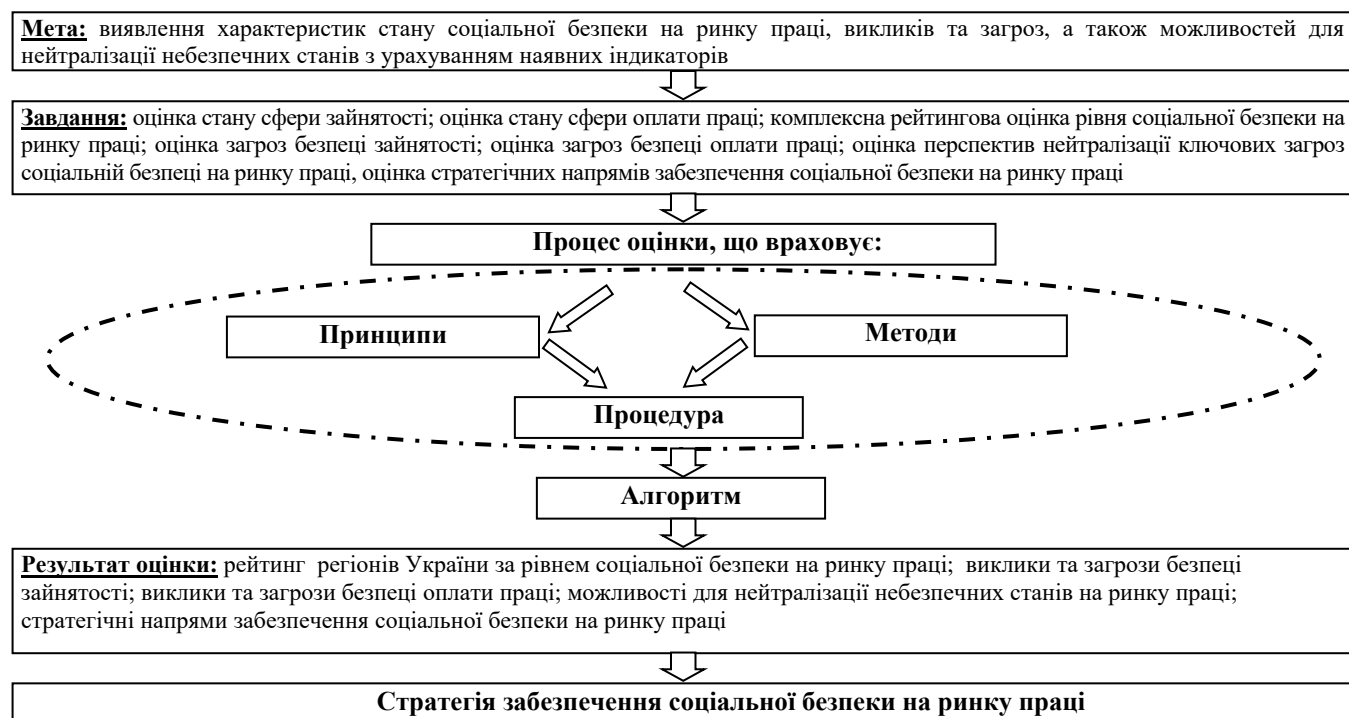 Мета: виявлення характеристик стану соціальної безпеки на ринку праці, викликів та загроз, а також можливостей для
нейтралізації небезпечних станів з урахуванням наявних індикаторів
Завдання: оцінка стану сфери зайнятості; оцінка стану сфери оплати праці; комплексна рейтингова оцінка рівня соціальної безпеки на
ринку праці; оцінка загроз безпеці зайнятості; оцінка загроз безпеці оплати праці; оцінка перспектив нейтралізації ключових загроз
соціальній безпеці на ринку праці, оцінка стратегічних напрямів забезпечення соціальної безпеки на ринку праці
Процес оцінки, що враховує:
Принципи
Методи
Процедура
Алгоритм
Результат оцінки: рейтинг регіонів України за рівнем соціальної безпеки на ринку праці; виклики та загрози безпеці
зайнятості; виклики та загрози безпеці оплати праці; можливості для нейтралізації небезпечних станів на ринку праці;
стратегічні напрями забезпечення соціальної безпеки на ринку праці
Стратегія забезпечення соціальної безпеки на ринку праці